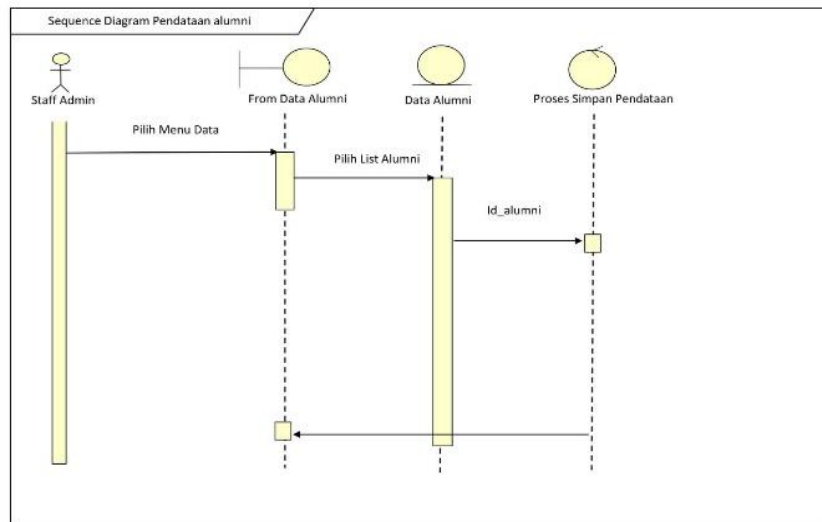 Sequence Diagram Pendataan alumni
Staff Admin
From Data Alumni
Data Alumni
Proses Simpan Pendataan
Pilih Menu Data
Pilih List Alumni
Id_alumni